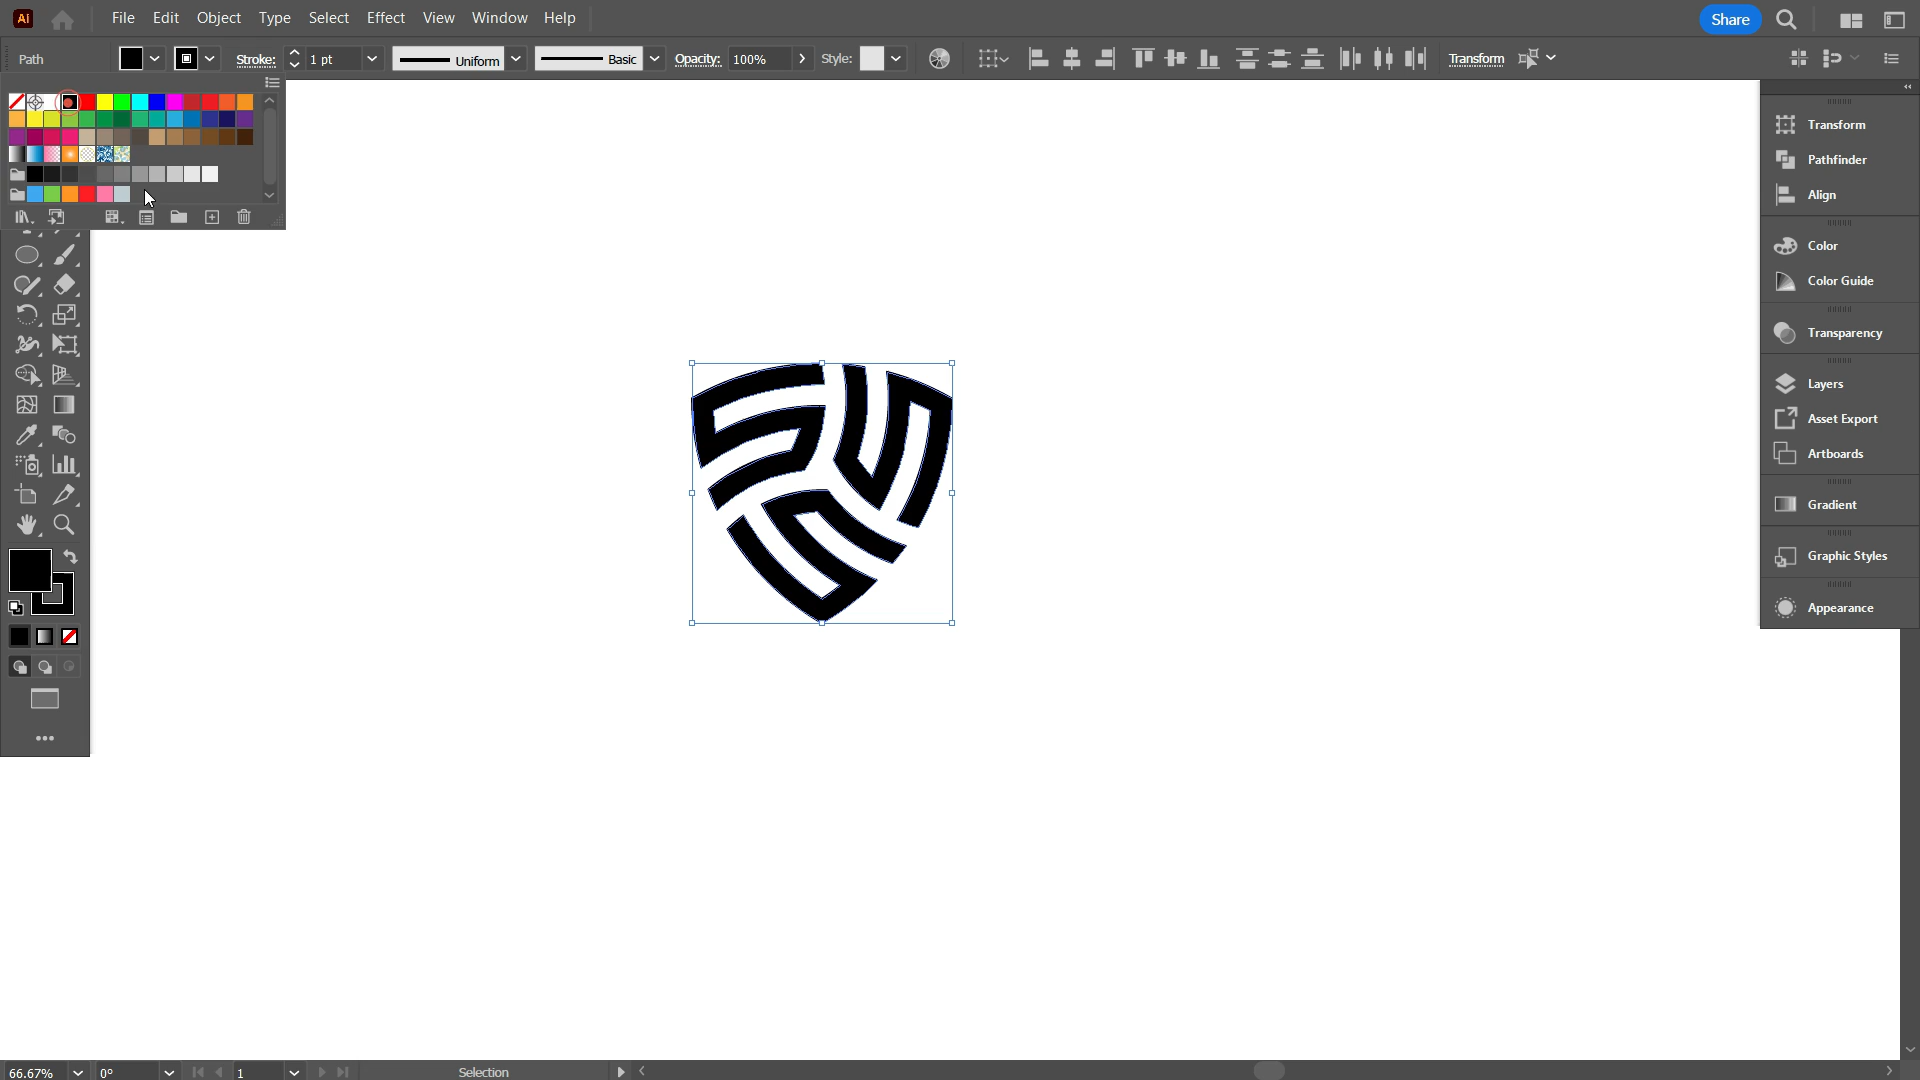 Ai File Edit Object Type Select Effect View Window Help Share
Path Stroke: 1 pt Uniform Basic Opacity: 100% Style: Transform
Transform
Pathfinder
Align
Color
Color Guide
Transparency
Layers
Asset Export
Artboards
Gradient
Graphic Styles
Appearance
66.67% 0° 1 Selection